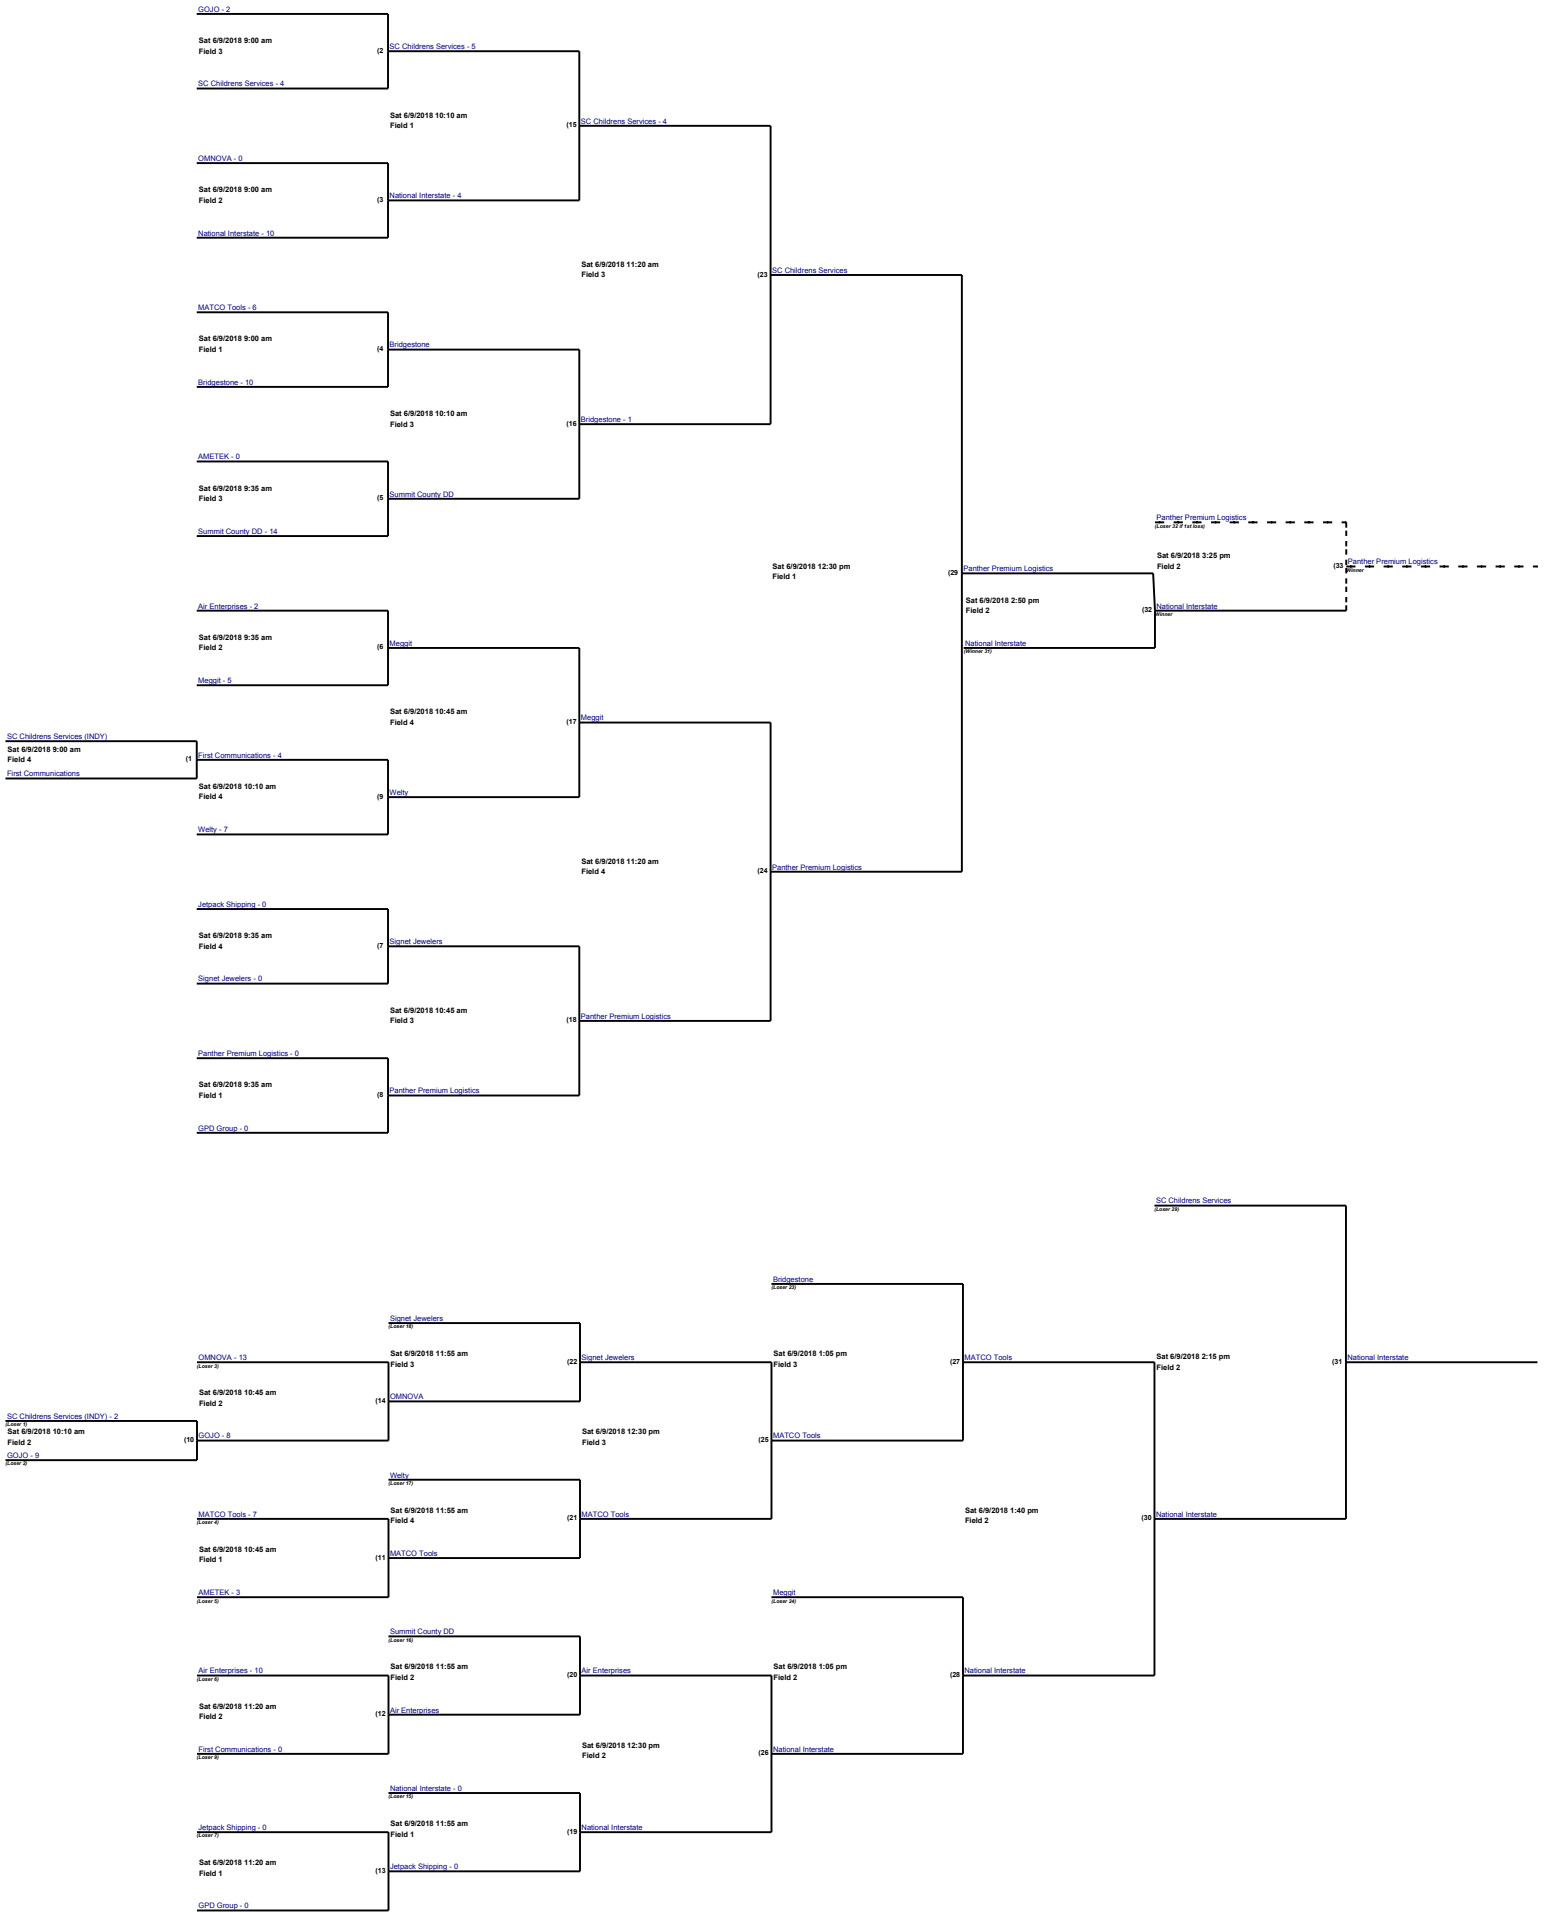 GOJO - 2
Sat 6/9/2018 9:00 am
Field 3
(2
SC Childrens Services - 5
SC Childrens Services - 4
Sat 6/9/2018 10:10 am
Field 1
(15
SC Childrens Services - 4
OMNOVA - 0
Sat 6/9/2018 9:00 am
Field 2
(3
National Interstate - 4
National Interstate - 10
Sat 6/9/2018 11:20 am
Field 3
(23
SC Childrens Services
MATCO Tools - 6
Sat 6/9/2018 9:00 am
Field 1
(4
Bridgestone
Bridgestone - 10
Sat 6/9/2018 10:10 am
Field 3
(16
Bridgestone - 1
AMETEK - 0
Sat 6/9/2018 9:35 am
Field 3
(5
Summit County DD
Summit County DD - 14
Panther Premium Logistics
(Loser 32 if 1st loss)
Sat 6/9/2018 3:25 pm
Field 2
(33
Panther Premium Logistics
Winner
Sat 6/9/2018 12:30 pm
Field 1
(29
Panther Premium Logistics
Sat 6/9/2018 2:50 pm
Field 2
(32
National Interstate
Winner
National Interstate
(Winner 31)
Air Enterprises - 2
Sat 6/9/2018 9:35 am
Field 2
(6
Meggit
Meggit - 5
Sat 6/9/2018 10:45 am
Field 4
(17
Meggit
SC Childrens Services (INDY)
Sat 6/9/2018 9:00 am
Field 4
(1
First Communications - 4
First Communications
Sat 6/9/2018 10:10 am
Field 4
(9
Welty
Welty - 7
Sat 6/9/2018 11:20 am
Field 4
(24
Panther Premium Logistics
Jetpack Shipping - 0
Sat 6/9/2018 9:35 am
Field 4
(7
Signet Jewelers
Signet Jewelers - 0
Sat 6/9/2018 10:45 am
Field 3
(18
Panther Premium Logistics
Panther Premium Logistics - 0
Sat 6/9/2018 9:35 am
Field 1
(8
Panther Premium Logistics
GPD Group - 0
SC Childrens Services
(Loser 29)
Bridgestone
(Loser 23)
Signet Jewelers
(Loser 18)
OMNOVA - 13
(Loser 3)
Sat 6/9/2018 11:55 am
Field 3
(22
Signet Jewelers
Sat 6/9/2018 1:05 pm
Field 3
(27
MATCO Tools
Sat 6/9/2018 2:15 pm
Field 2
(31
National Interstate
Sat 6/9/2018 10:45 am
Field 2
(14
OMNOVA
SC Childrens Services (INDY) - 2
(Loser 1)
Sat 6/9/2018 10:10 am
Field 2
(10
GOJO - 8
GOJO - 9
(Loser 2)
Sat 6/9/2018 12:30 pm
Field 3
(25
MATCO Tools
Welty
(Loser 17)
MATCO Tools - 7
(Loser 4)
Sat 6/9/2018 11:55 am
Field 4
(21
MATCO Tools
Sat 6/9/2018 1:40 pm
Field 2
(30
National Interstate
Sat 6/9/2018 10:45 am
Field 1
(11
MATCO Tools
AMETEK - 3
(Loser 5)
Meggit
(Loser 24)
Summit County DD
(Loser 16)
Air Enterprises - 10
(Loser 6)
Sat 6/9/2018 11:55 am
Field 2
(20
Air Enterprises
Sat 6/9/2018 1:05 pm
Field 2
(28
National Interstate
Sat 6/9/2018 11:20 am
Field 2
(12
Air Enterprises
First Communications - 0
(Loser 9)
Sat 6/9/2018 12:30 pm
Field 2
(26
National Interstate
National Interstate - 0
(Loser 15)
Jetpack Shipping - 0
(Loser 7)
Sat 6/9/2018 11:55 am
Field 1
(19
National Interstate
Sat 6/9/2018 11:20 am
Field 1
(13
Jetpack Shipping - 0
GPD Group - 0